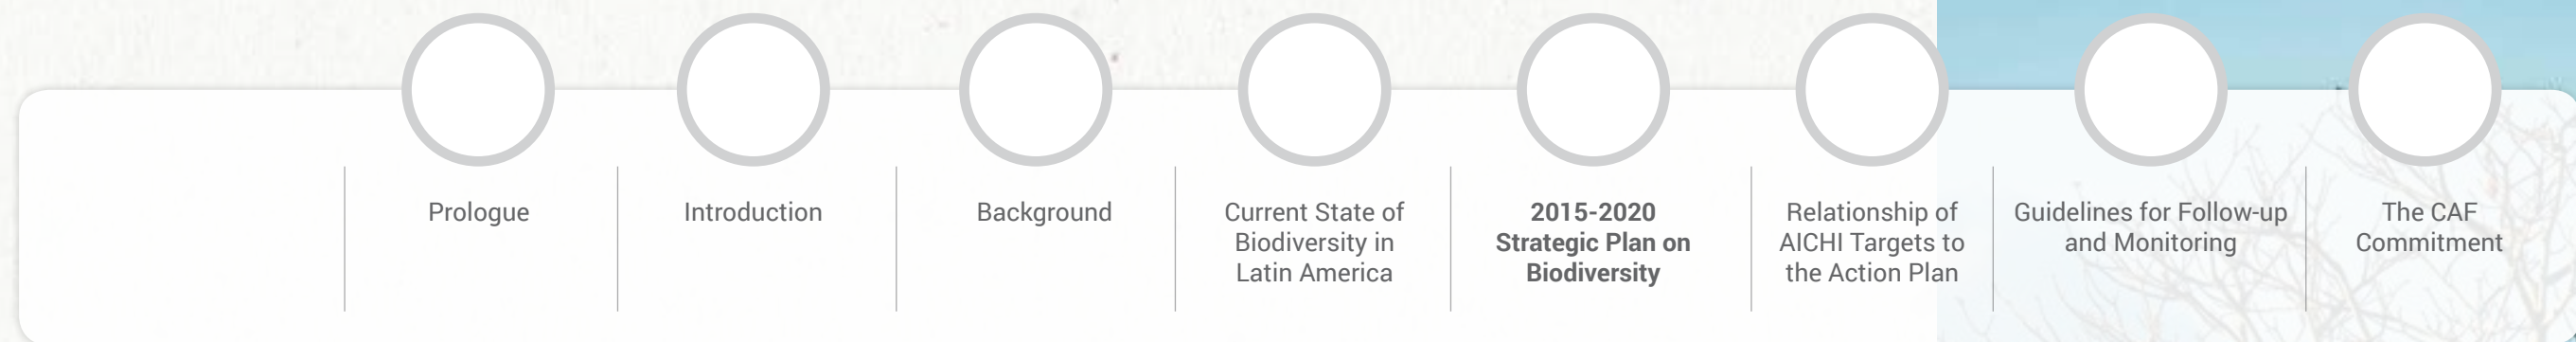 Prologue
Introduction
Background
Current State of
Biodiversity in
Latin America
2015-2020
Strategic Plan on
Biodiversity
Relationship of
AICHI Targets to
the Action Plan
Guidelines for Follow-up
and Monitoring
The CAF
Commitment